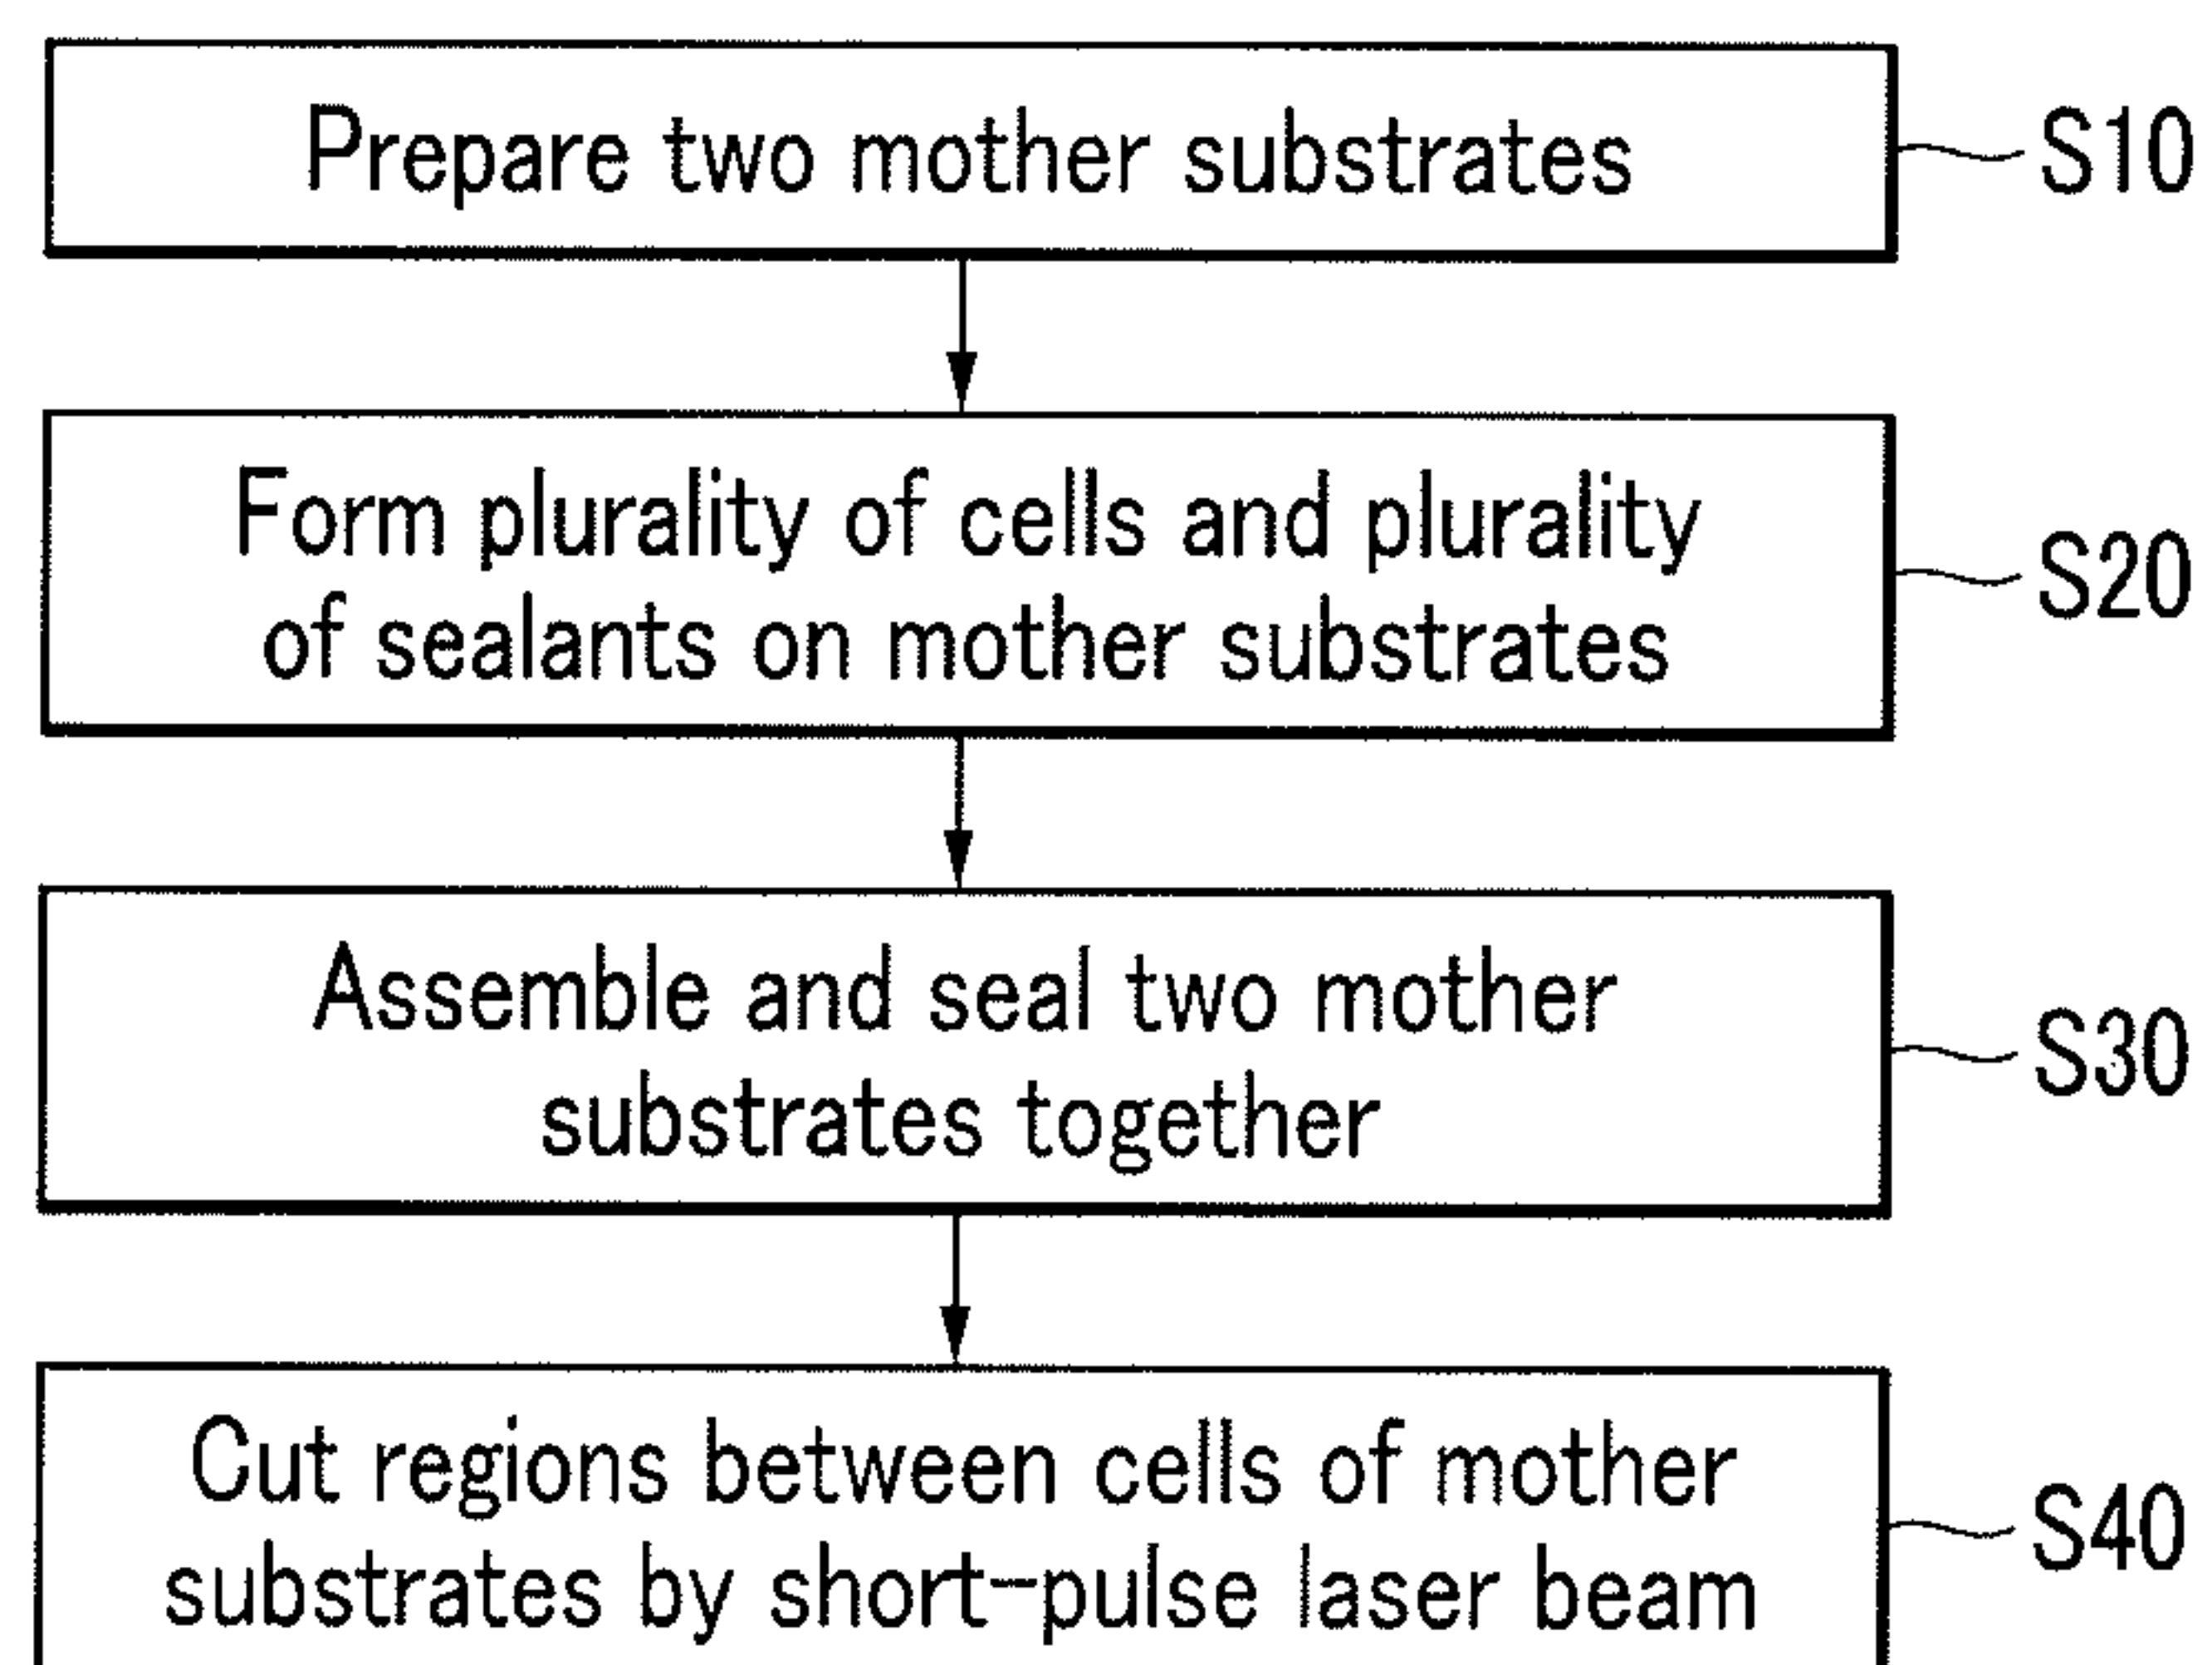 Prepare two mother substrates
S10
Form plurality of cells and plurality
of sealants on mother substrates
S20
Assemble and seal two mother
substrates together
S30
Cut regions between cells of mother
substrates by short-pulse laser beam
S40